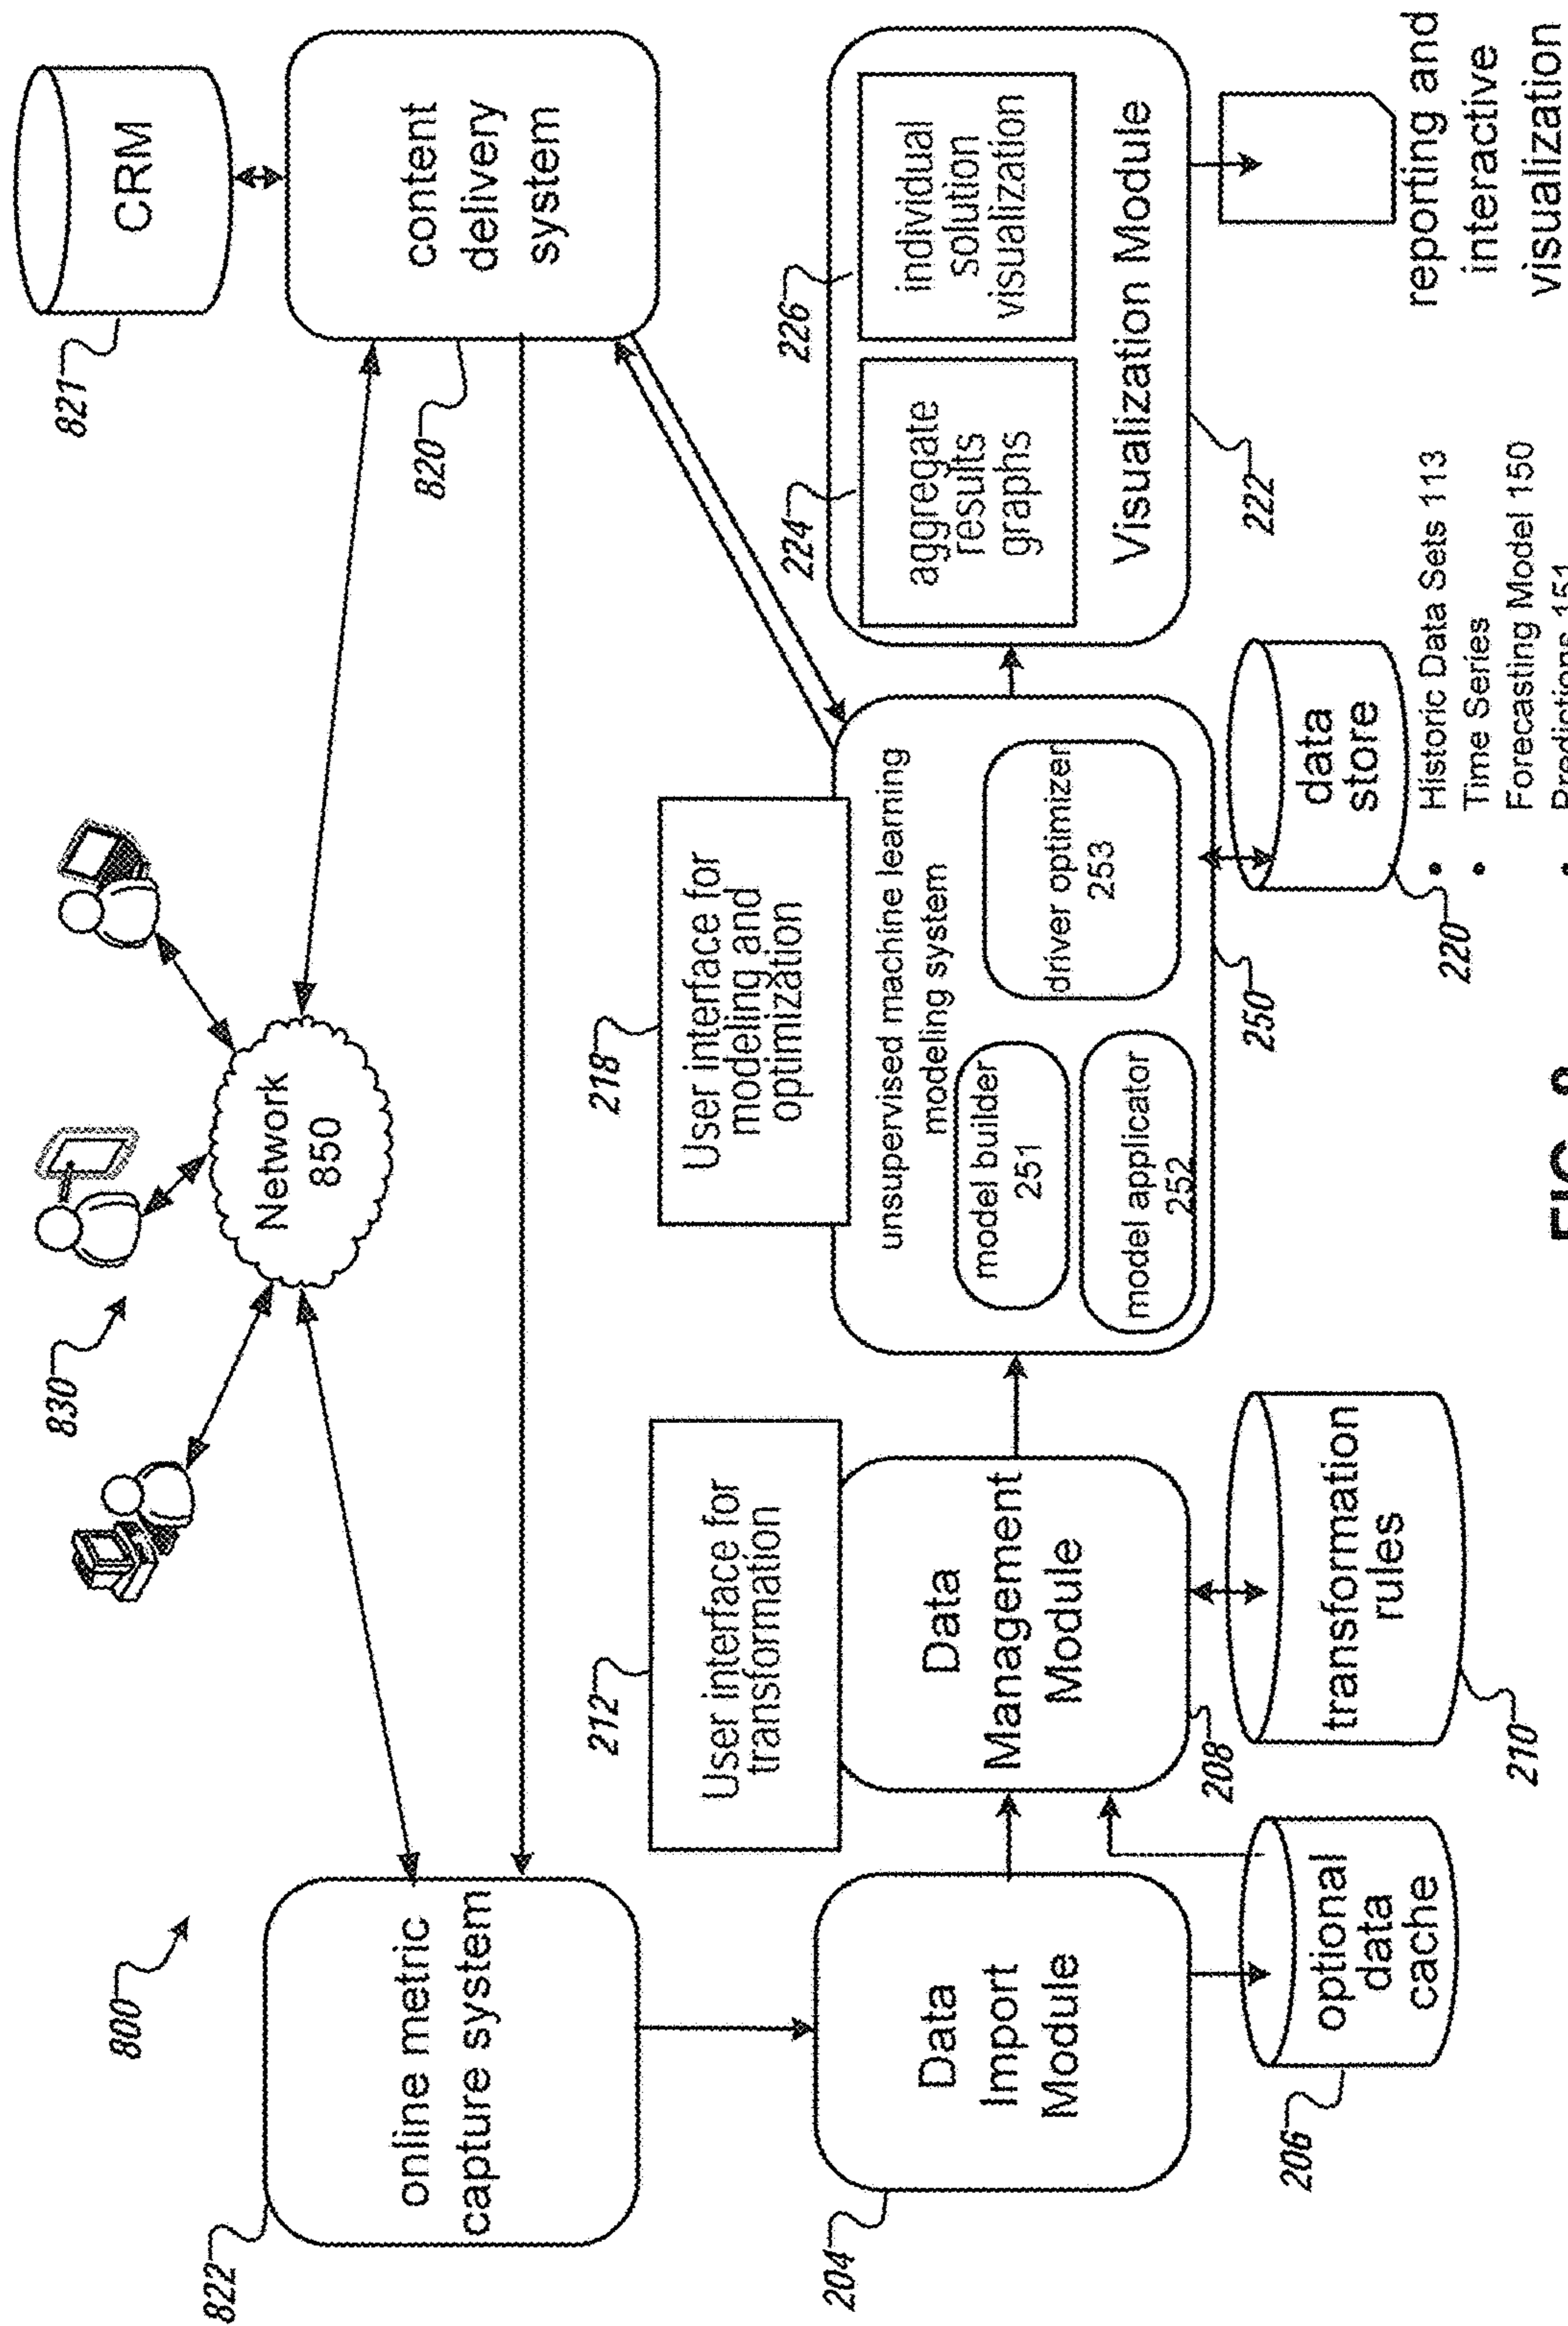 800
830
821
CRM
Network
850
822
online metric
capture system
820
content
delivery
system
212
User interface for
transformation
218
User interface for
modeling and
optimization
204
Data
Import
Module
Data
Management
Module
208
unsupervised machine learning
modeling system
model builder
251
model applicator
252
driver optimizer
253
250
224
aggregate
results
graphs
226
individual
solution
visualization
Visualization Module
222
206
optional
data
cache
transformation
rules
210
data
store
220
• Historic Data Sets 113
• Time Series
Forecasting Model 150
• Predictions 151
reporting and
interactive
visualization
FIG. 8